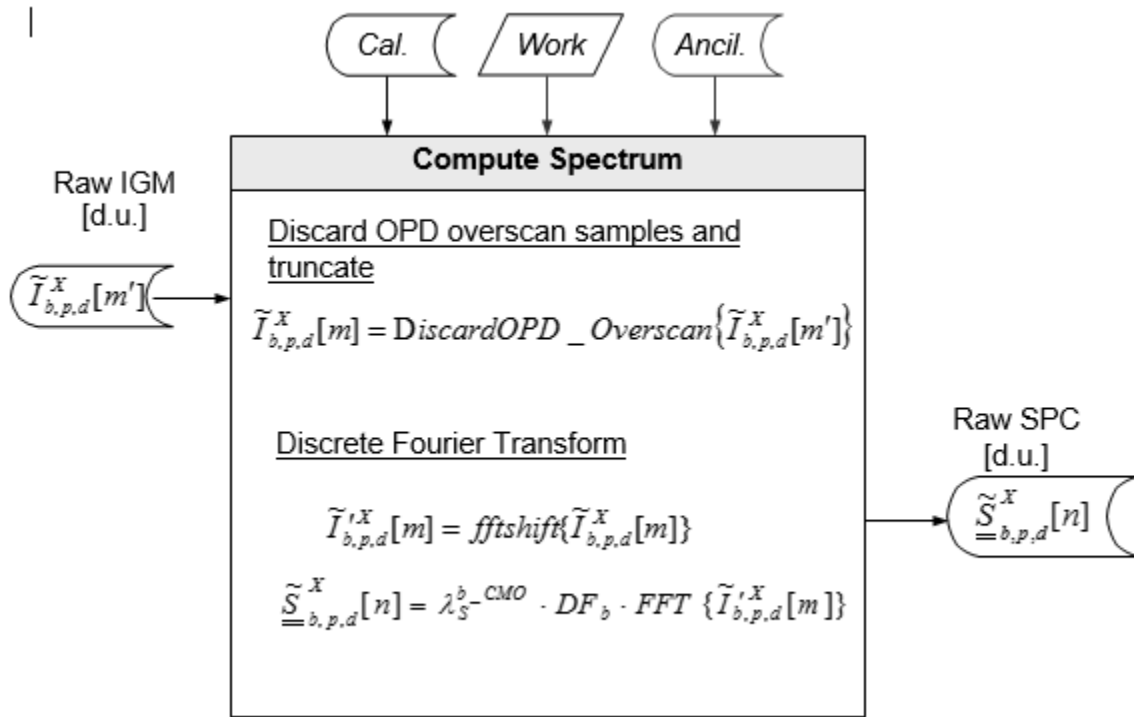 Cal. Work Ancil.
Compute Spectrum
Raw IGM
[d.u.]
Ĩ^X_{b,p,d}[m']
Discard OPD overscan samples and
truncate
Ĩ^X_{b,p,d}[m] = DiscardOPD _ Overscan{Ĩ^X_{b,p,d}[m']}
Discrete Fourier Transform
Ĩ'^X_{b,p,d}[m] = fftshift{Ĩ^X_{b,p,d}[m]}
S̳̃^X_{b,p,d}[n] = λ_S^{b-CMO} · DF_b · FFT {Ĩ'^X_{b,p,d}[m]}
Raw SPC
[d.u.]
S̳̃^X_{b,p,d}[n]